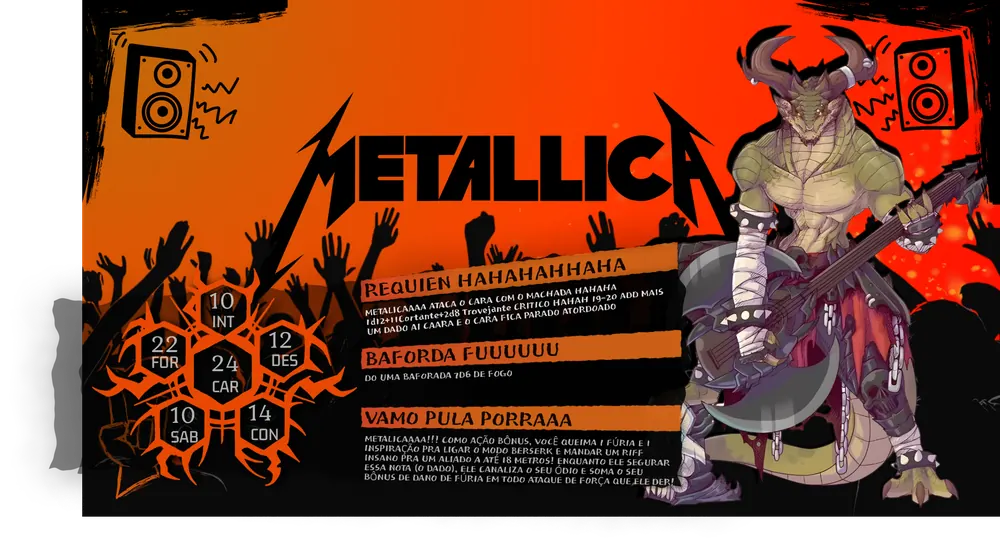 METALLICA
REQUIEN HAHAHAHHAHA
METALICAAAA ATACA O CARA COM O MACHADA HAHAHA
1d12+11Cortante+2d8 Trovejante CRITICO HAHAH 19-20 ADD MAIS
UM DADO AI CAARA E O CARA FICA PARADO ATORDOADO
BAFORDA FUUUUUU
DO UMA BAFORADA 7D6 DE FOGO
VAMO PULA PORRAAA
METALICAAAA!!! COMO AÇÃO BÔNUS, VOCÊ QUEIMA 1 FÚRIA E 1
INSPIRAÇÃO PRA LIGAR O MODO BERSERK E MANDAR UM RIFF
INSANO PRA UM ALIADO A ATÉ 18 METROS! ENQUANTO ELE SEGURAR
ESSA NOTA (O DADO), ELE CANALIZA O SEU ÓDIO E SOMA O SEU
BÔNUS DE DANO DE FÚRIA EM TODO ATAQUE DE FORÇA QUE ELE DER!
10
INT
22
FOR
12
DES
24
CAR
10
SAB
14
CON